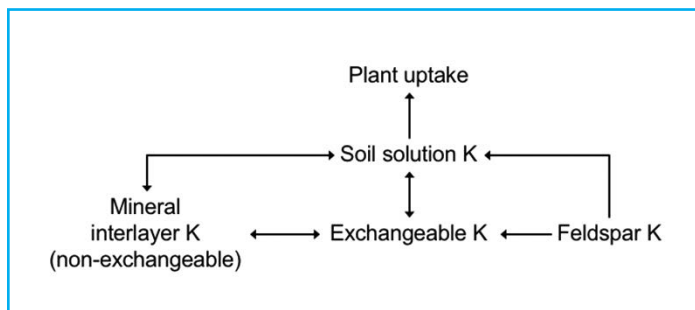 Plant uptake
Soil solution K
Mineral
interlayer K
(non-exchangeable)
Exchangeable K
Feldspar K